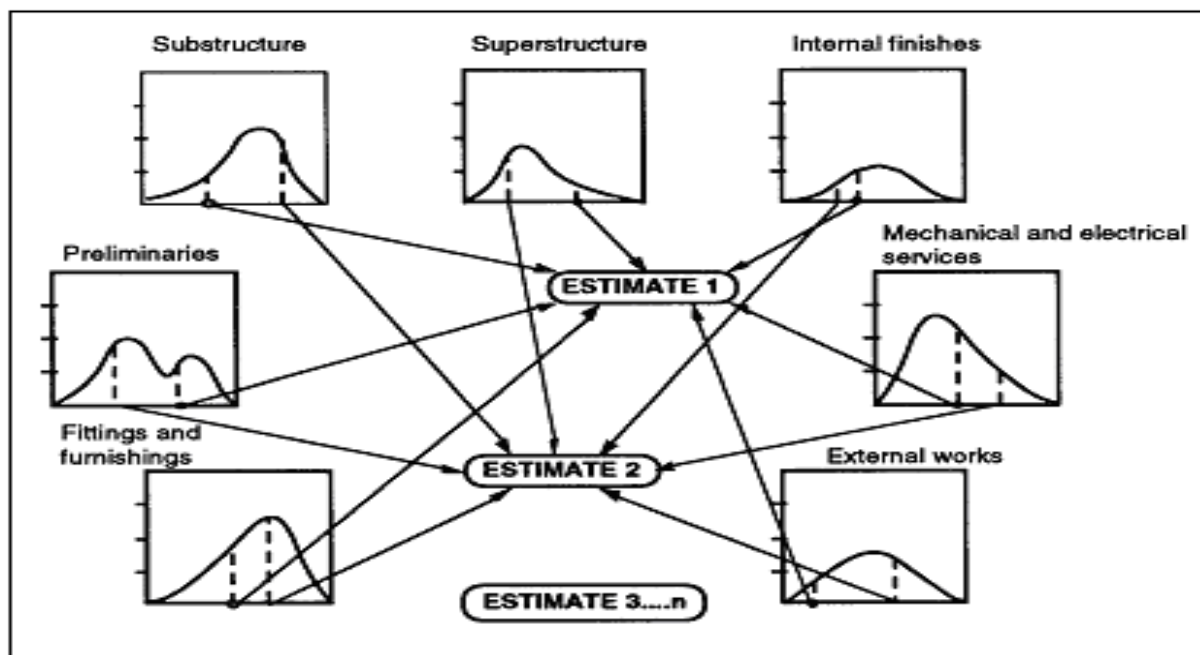 Substructure
Superstructure
Internal finishes
Preliminaries
Mechanical and electrical
services
ESTIMATE 1
Fittings and
furnishings
ESTIMATE 2
External works
ESTIMATE 3....n